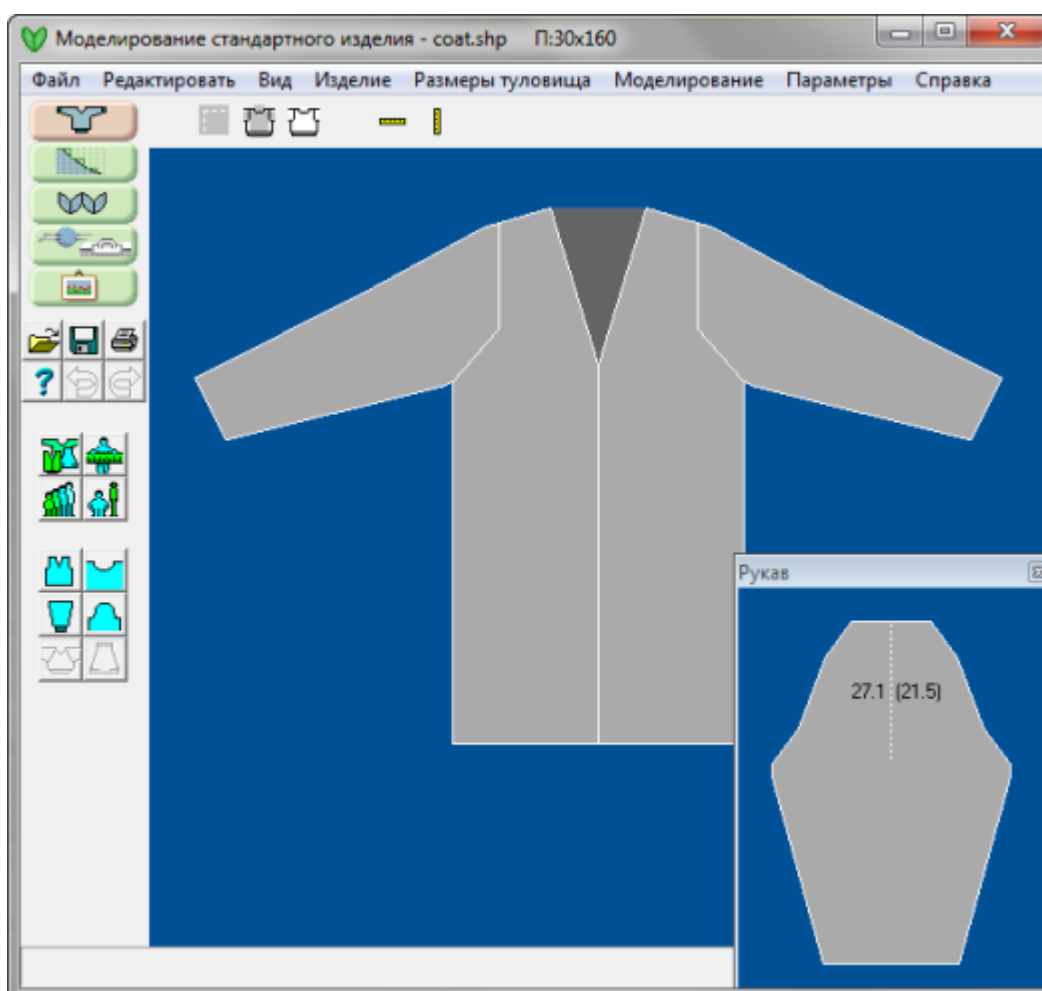 Моделирование стандартного изделия - coat.shp П:30x160
Файл Редактировать Вид Изделие Размеры туловища Моделирование Параметры Справка
Рукав
27.1 (21.5)